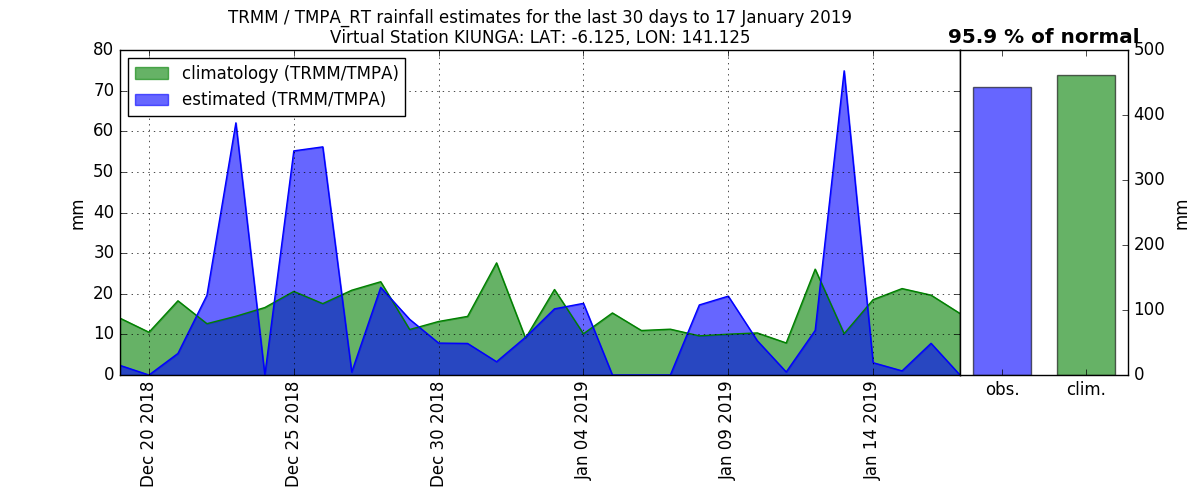 TRMM / TMPA_RT rainfall estimates for the last 30 days to 17 January 2019
Virtual Station KIUNGA: LAT: -6.125, LON: 141.125
95.9 % of normal
climatology (TRMM/TMPA)
estimated (TRMM/TMPA)
80
70
60
50
40
30
20
10
0
mm
Dec 20 2018
Dec 25 2018
Dec 30 2018
Jan 04 2019
Jan 09 2019
Jan 14 2019
500
400
300
200
100
0
mm
obs.
clim.